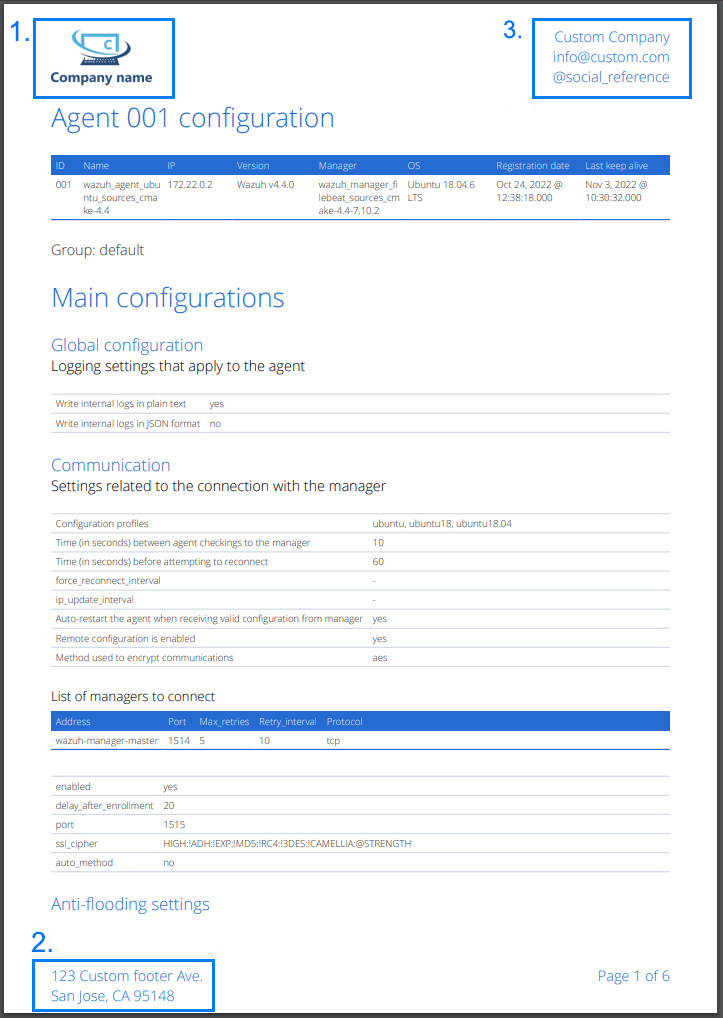 1.
3.
C
Company name
Custom Company
info@custom.com
@social_reference
Agent 001 configuration
ID Name IP Version Manager OS Registration date Last keep alive
001 wazuh_agent_ubu 172.22.0.2 Wazuh v4.4.0 wazuh_manager_fi Ubuntu 18.04.6 Oct 24, 2022 @ Nov 3, 2022 @
ntu_sources_cma lebeat_sources_cm LTS 12:38:18.000 10:30:32.000
ke-4.4 ake-4.4-7.10.2
Group: default
Main configurations
Global configuration
Logging settings that apply to the agent
Write internal logs in plain text yes
Write internal logs in JSON format no
Communication
Settings related to the connection with the manager
Configuration profiles ubuntu, ubuntu18, ubuntu18.04
Time (in seconds) between agent checkings to the manager 10
Time (in seconds) before attempting to reconnect 60
force_reconnect_interval -
ip_update_interval -
Auto-restart the agent when receiving valid configuration from manager yes
Remote configuration is enabled yes
Method used to encrypt communications aes
List of managers to connect
Address Port Max_retries Retry_interval Protocol
wazuh-manager-master 1514 5 10 tcp
enabled yes
delay_after_enrollment 20
port 1515
ssl_cipher HIGH:!ADH:!EXP:!MD5:!RC4:!3DES:!CAMELLIA:@STRENGTH
auto_method no
Anti-flooding settings
2.
123 Custom footer Ave.
San Jose, CA 95148
Page 1 of 6